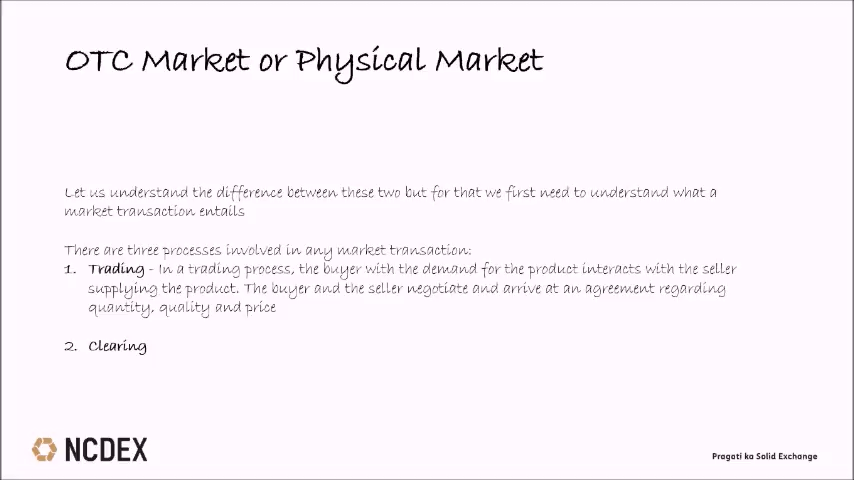 OTC Market or Physical Market
Let us understand the difference between these two but for that we first need to understand what a
market transaction entails
There are three processes involved in any market transaction:
1. Trading - In a trading process, the buyer with the demand for the product interacts with the seller
supplying the product. The buyer and the seller negotiate and arrive at an agreement regarding
quantity, quality and price
2. Clearing
NCDEX
Pragati ka Solid Exchange